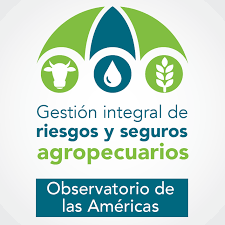 Gestión integral de
riesgos y seguros
agropecuarios
Observatorio de
las Américas